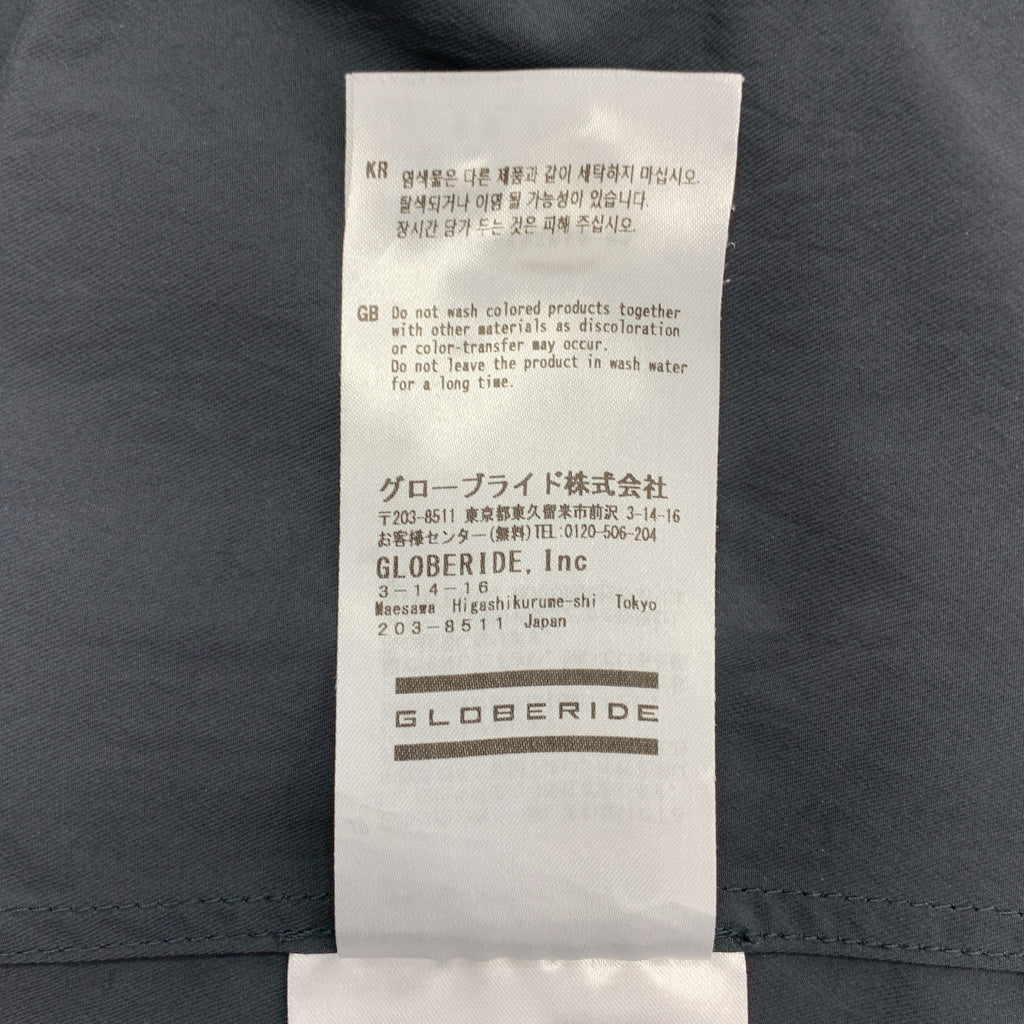 KR 염색물은 다른 제품과 같이 세탁하지 마십시오.
탈색되거나 이염 될 가능성이 있습니다.
장시간 담가 두는 것은 피해 주십시오.
GB Do not wash colored products together
with other materials as discoloration
or color-transfer may occur.
Do not leave the product in wash water
for a long time.
グローブライド株式会社
〒203-8511 東京都東久留米市前沢 3-14-16
お客様センター(無料)TEL:0120-506-204
GLOBERIDE, Inc
3-14-16
Maesawa Higashikurume-shi Tokyo
203-8511 Japan
GLOBERIDE